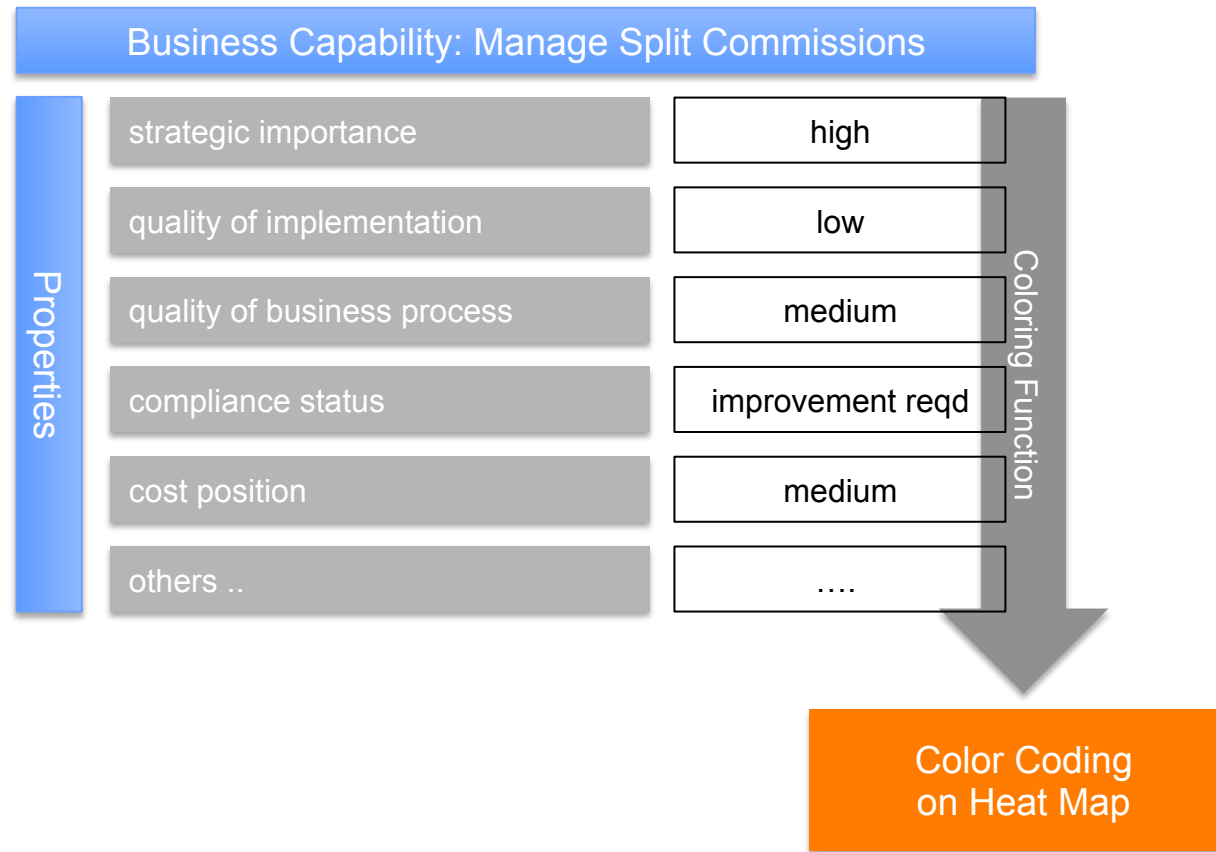 Business Capability: Manage Split Commissions
Properties
strategic importance
high
quality of implementation
low
quality of business process
medium
compliance status
improvement reqd
cost position
medium
others ..
....
Coloring Function
Color Coding
on Heat Map